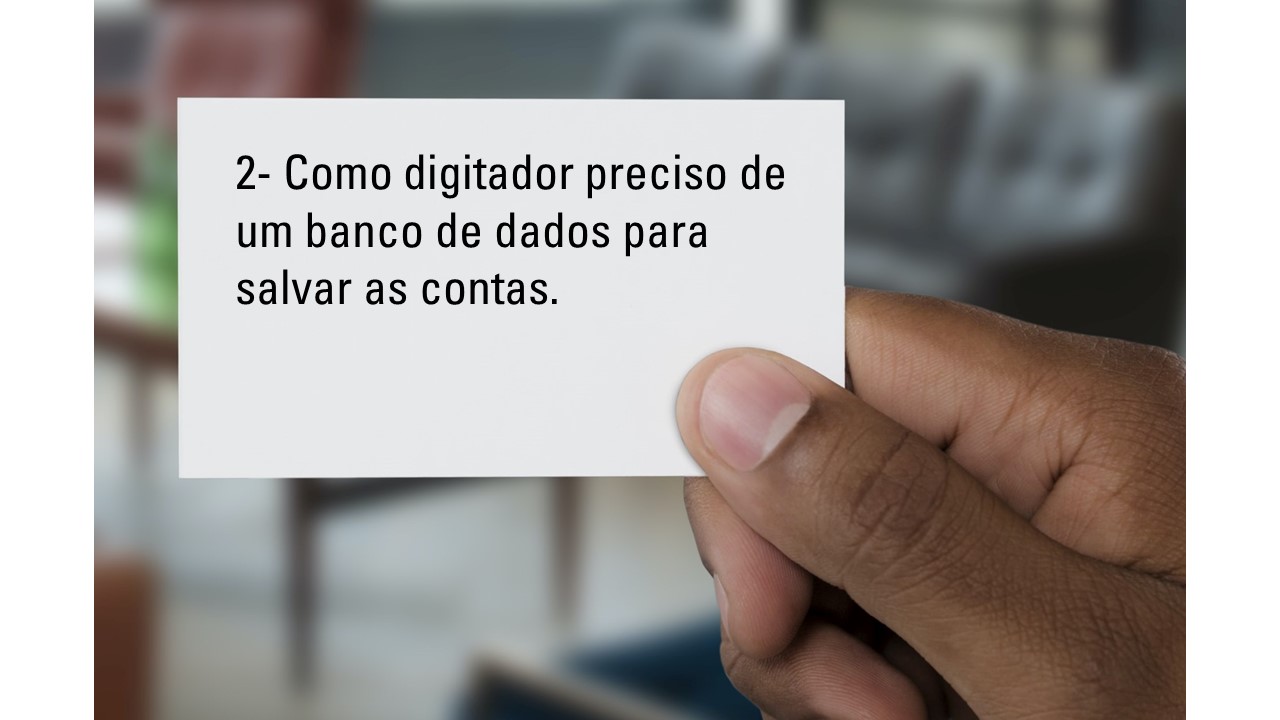 2- Como digitador preciso de
um banco de dados para
salvar as contas.